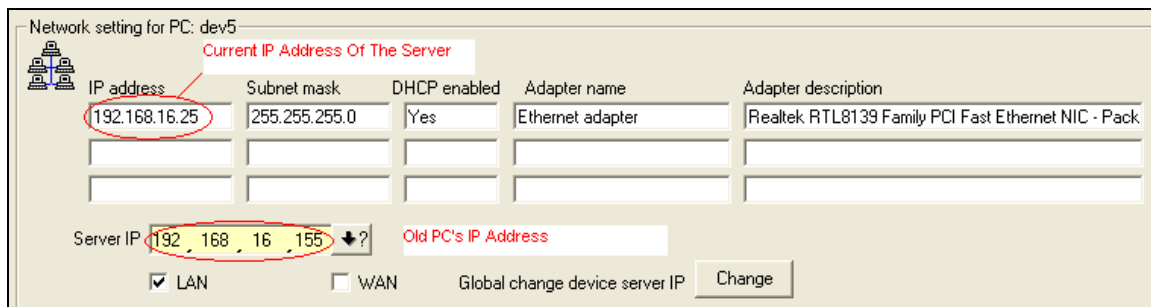 Network setting for PC: dev5
Current IP Address Of The Server
IP address Subnet mask DHCP enabled Adapter name Adapter description
192.168.16.25 255.255.255.0 Yes Ethernet adapter Realtek RTL8139 Family PCI Fast Ethernet NIC - Pack
Server IP 192 . 168 . 16 . 155 ? Old PC's IP Address
LAN WAN Global change device server IP Change